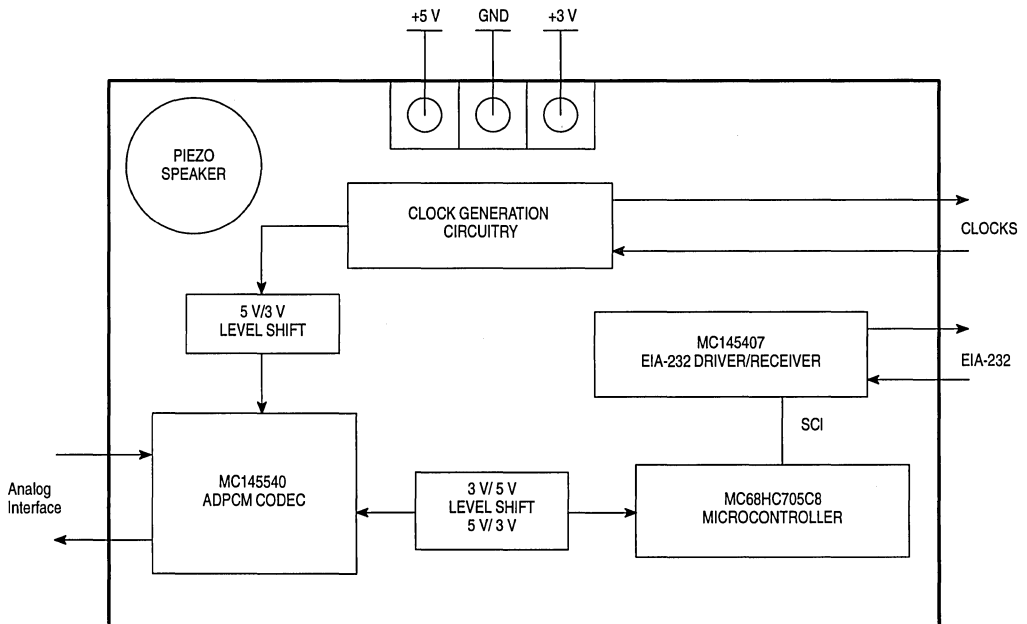 +5 V
GND
+3 V
PIEZO
SPEAKER
CLOCK GENERATION
CIRCUITRY
CLOCKS
5 V/3 V
LEVEL SHIFT
MC145407
EIA-232 DRIVER/RECEIVER
EIA-232
SCI
Analog
Interface
MC145540
ADPCM CODEC
3 V/ 5 V
LEVEL SHIFT
5 V/ 3 V
MC68HC705C8
MICROCONTROLLER